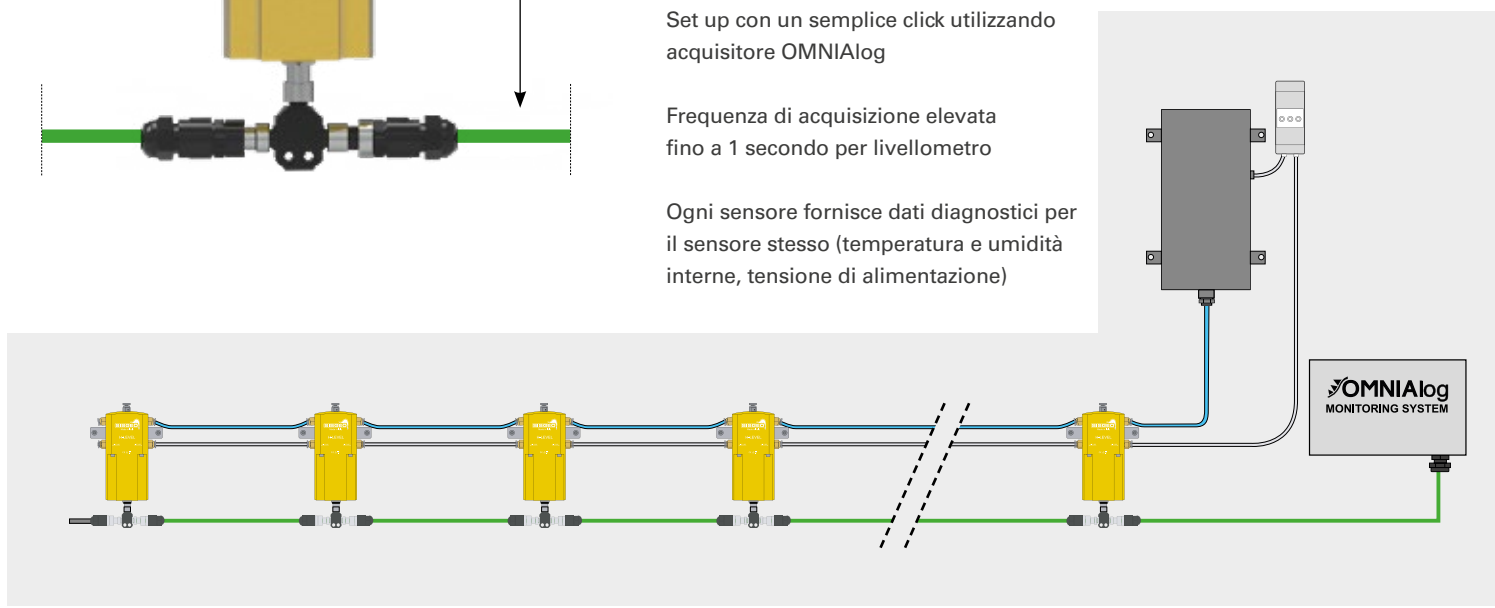 Set up con un semplice click utilizzando
acquisitore OMNIAlog
Frequenza di acquisizione elevata
fino a 1 secondo per livellometro
Ogni sensore fornisce dati diagnostici per
il sensore stesso (temperatura e umidità
interne, tensione di alimentazione)
OMNIAlog
MONITORING SYSTEM